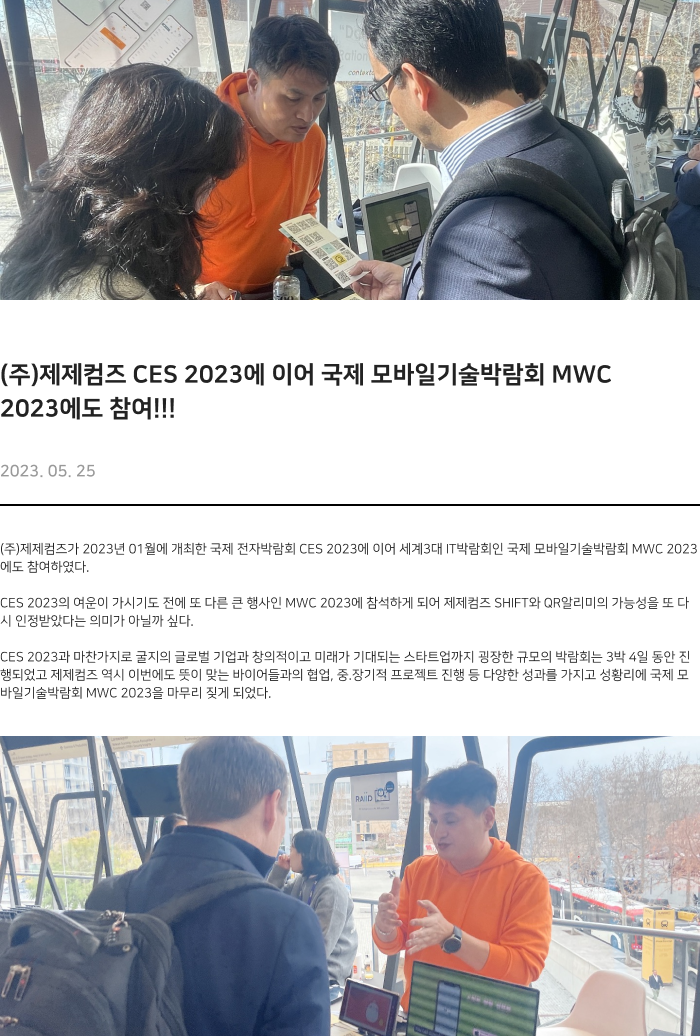 (주)제제컴즈 CES 2023에 이어 국제 모바일기술박람회 MWC
2023에도 참여!!!
2023. 05. 25
(주)제제컴즈가 2023년 01월에 개최한 국제 전자박람회 CES 2023에 이어 세계3대 IT박람회인 국제 모바일기술박람회 MWC 2023
에도 참여하였다.
CES 2023의 여운이 가시기도 전에 또 다른 큰 행사인 MWC 2023에 참석하게 되어 제제컴즈 SHIFT와 QR알리미의 가능성을 또 다
시 인정받았다는 의미가 아닐까 싶다.
CES 2023과 마찬가지로 굴지의 글로벌 기업과 창의적이고 미래가 기대되는 스타트업까지 굉장한 규모의 박람회는 3박 4일 동안 진
행되었고 제제컴즈 역시 이번에도 뜻이 맞는 바이어들과의 협업, 중.장기적 프로젝트 진행 등 다양한 성과를 가지고 성황리에 국제 모
바일기술박람회 MWC 2023을 마무리 짖게 되었다.
RAIID